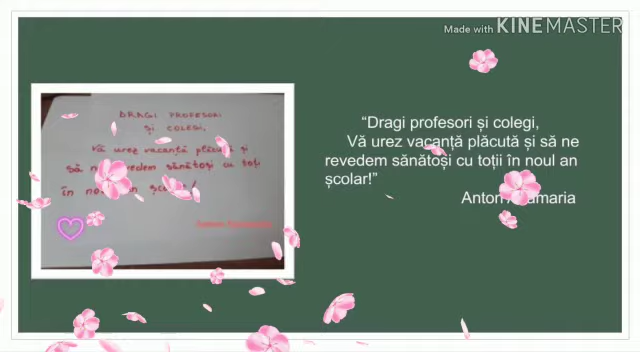 Made with KINEMASTER
DRAGI PROFESORI
ȘI COLEGI,
Vă urez vacanță plăcută și
să ne revedem sănătoși cu toți
în noul an școlar!
“Dragi profesori și colegi,
Vă urez vacanță plăcută și să ne
revedem sănătoși cu toții în noul an
școlar!”